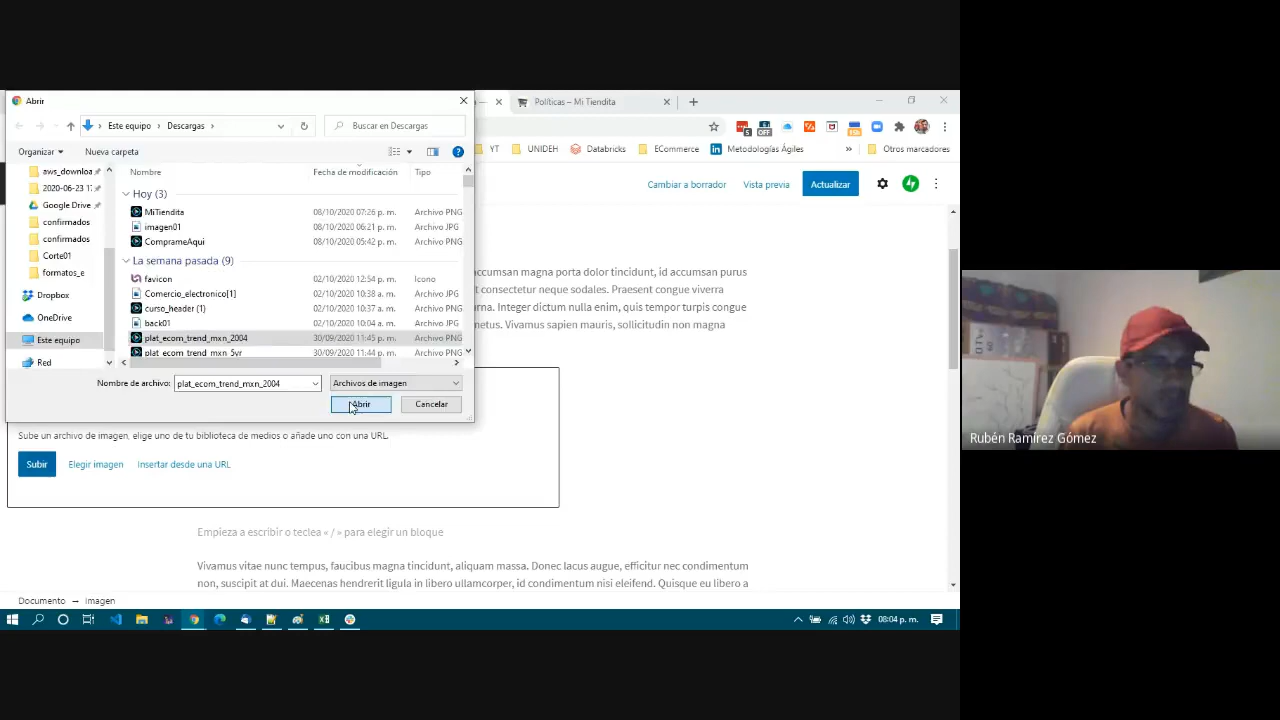 Abrir
Políticas – Mi Tiendita
Este equipo
Descargas
Buscar en Descargas
5
OFF
Organizar
Nueva carpeta
YT
UNIDEH
Databricks
ECommerce
Metodologías Ágiles
»
Otros marcadores
aws_downloa
2020-06-23 17
Google Drive
confirmados
confirmados
Corte01
formatos_e
Dropbox
OneDrive
Este equipo
Red
Nombre
Fecha de modificación
Tipo
Hoy (3)
MiTiendita 08/10/2020 07:26 p. m. Archivo PNG
imagen01 08/10/2020 06:21 p. m. Archivo JPG
ComprameAqui 08/10/2020 05:42 p. m. Archivo PNG
La semana pasada (9)
favicon 02/10/2020 12:54 p. m. Icono
Comercio_electronico[1] 02/10/2020 10:38 a. m. Archivo JPG
curso_header (1) 02/10/2020 10:37 a. m. Archivo PNG
back01 02/10/2020 10:04 a. m. Archivo JPG
plat_ecom_trend_mxn_2004 30/09/2020 11:45 p. m. Archivo PNG
plat_ecom_trend_mxn_5yr 30/09/2020 11:44 p. m. Archivo PNG
Nombre de archivo: plat_ecom_trend_mxn_2004
Archivos de imagen
Abrir
Cancelar
Cambiar a borrador
Vista previa
Actualizar
accumsan magna porta dolor tincidunt, id accumsan purus
t consectetur neque sodales. Praesent congue viverra
urna. Integer dictum nulla enim, quis tempor turpis congue
netus. Vivamus sapien mauris, sollicitudin non magna
Sube un archivo de imagen, elige uno de tu biblioteca de medios o añade uno con una URL.
Subir
Elegir imagen
Insertar desde una URL
Empieza a escribir o teclea « / » para elegir un bloque
Vivamus vitae nunc tempus, faucibus magna tincidunt, aliquam massa. Donec lacus augue, efficitur nec condimentum
non, suscipit at dui. Maecenas hendrerit ligula in libero ullamcorper, id condimentum nisi eleifend. Quisque eu libero a
Documento → Imagen
08:04 p. m.
Rubén Ramírez Gómez